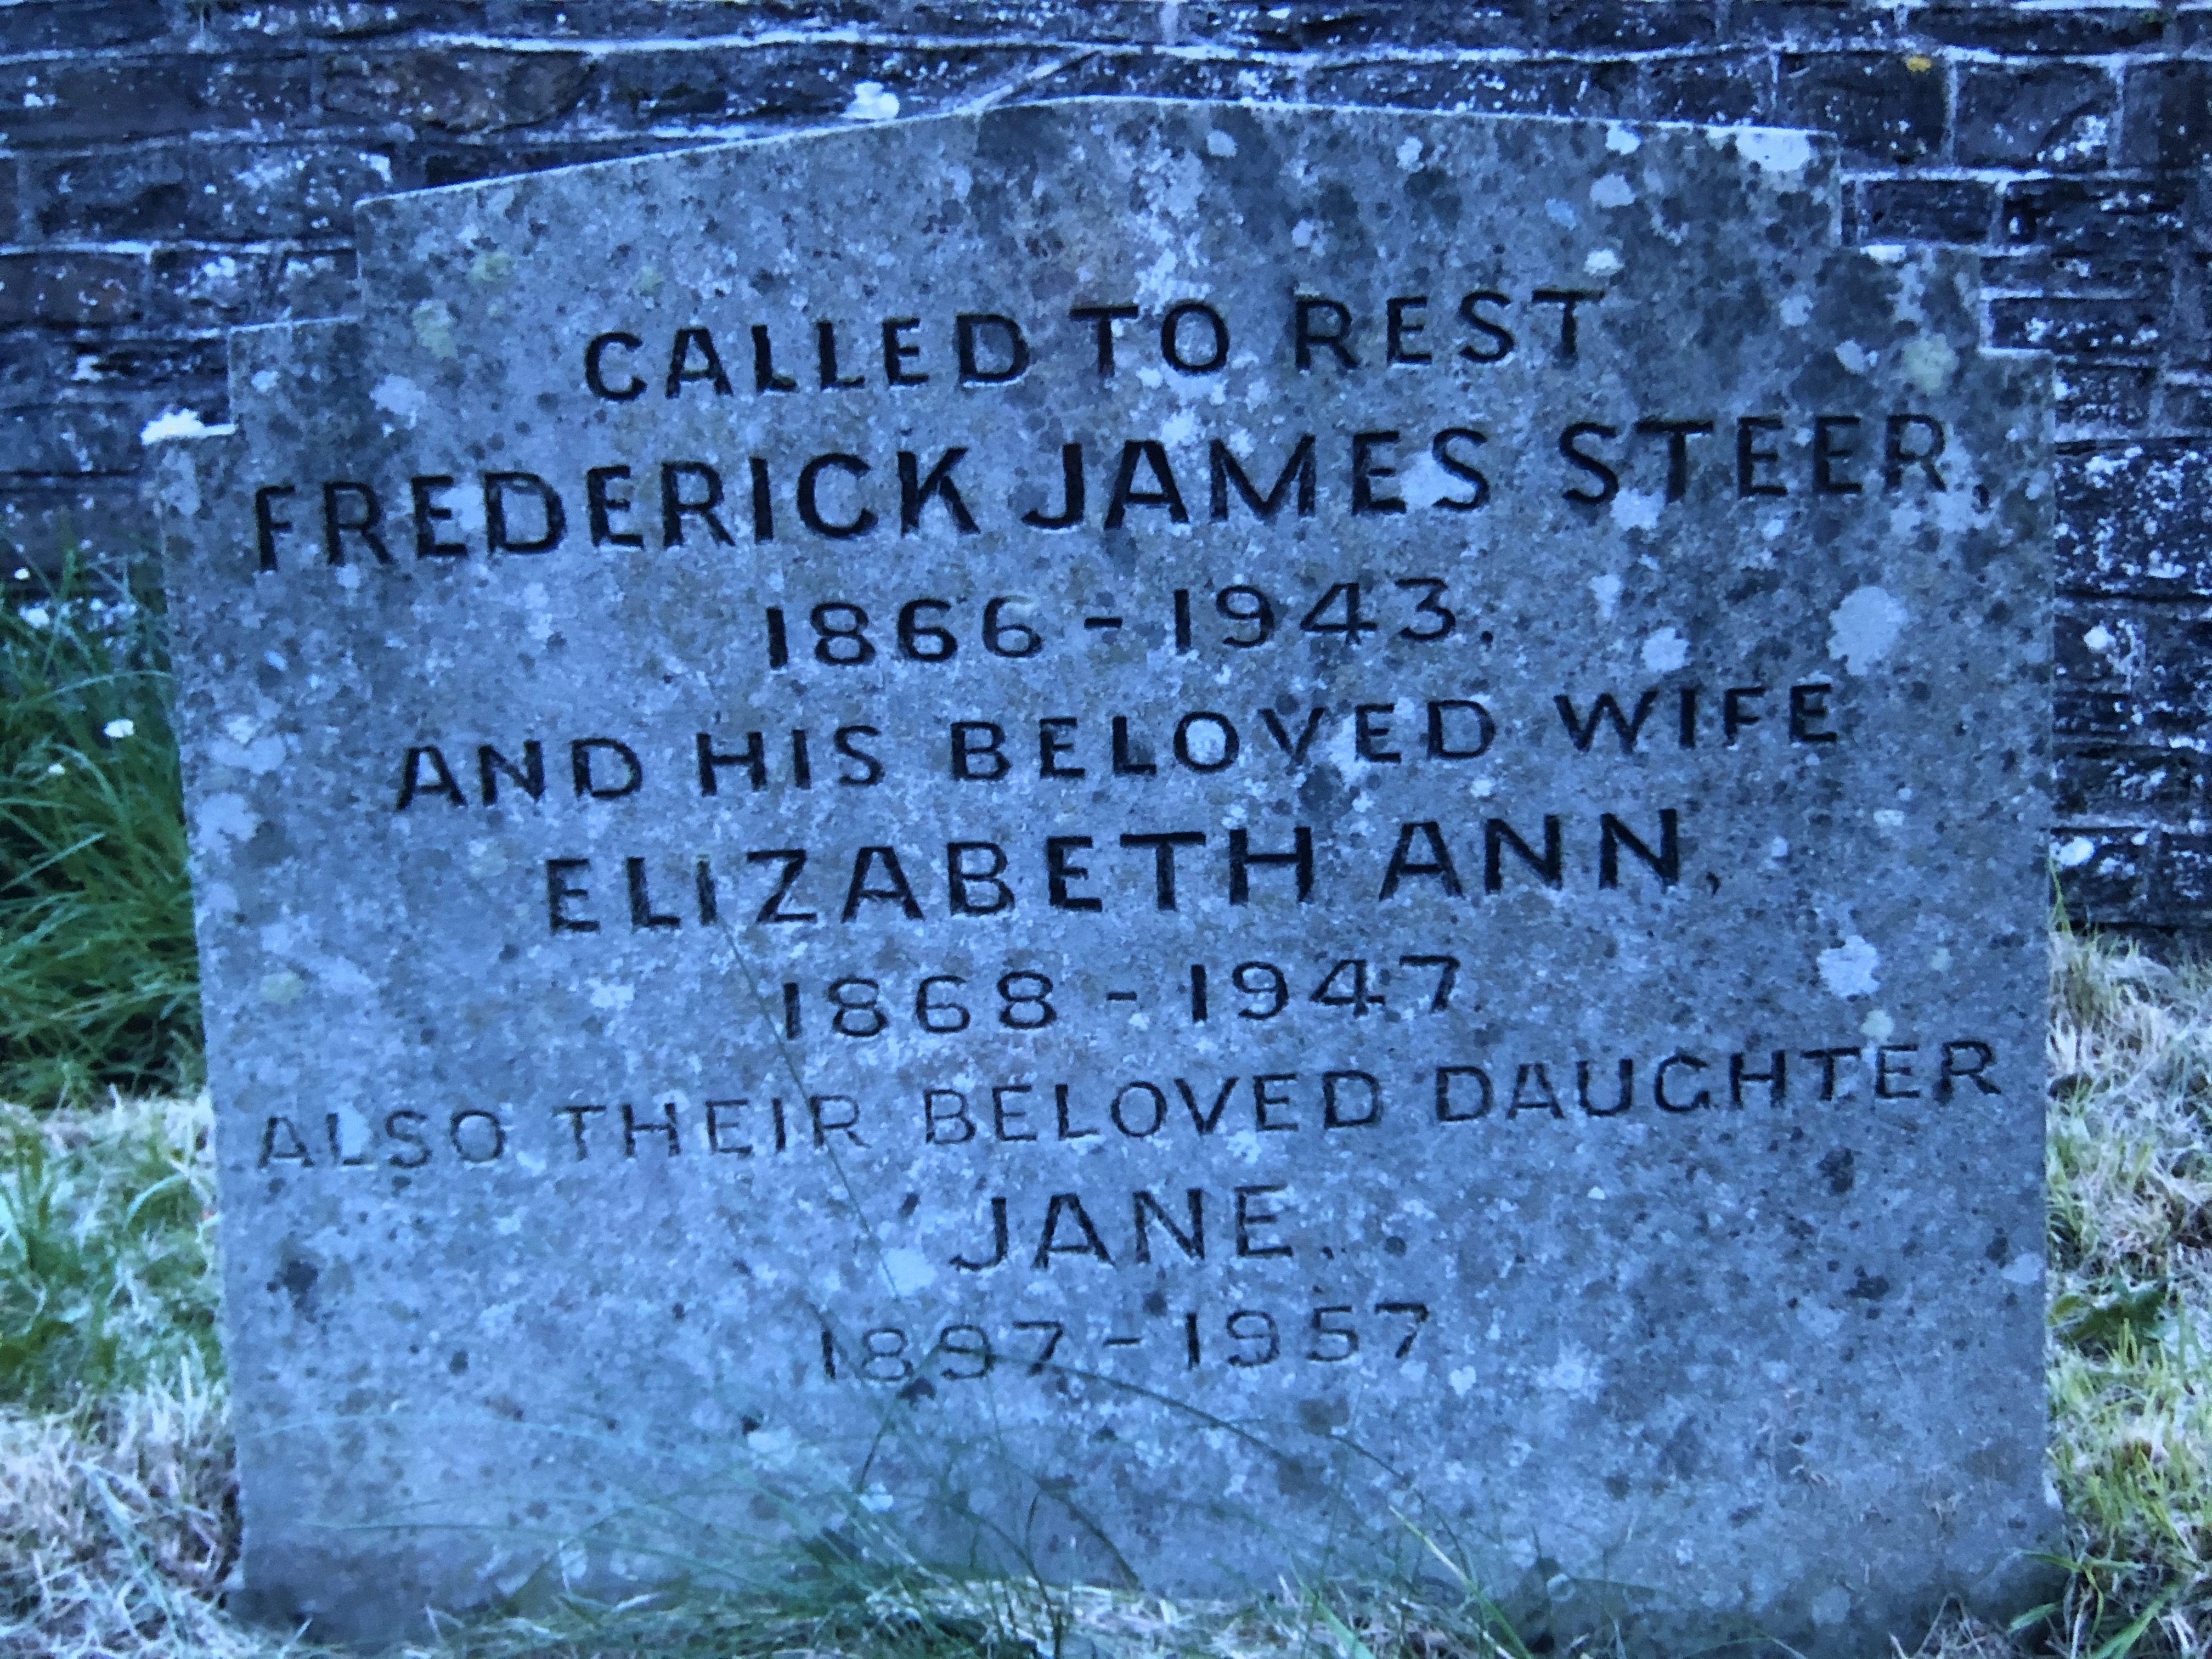 CALLED TO REST
FREDERICK JAMES STEER,
1866 - 1943.
AND HIS BELOVED WIFE
ELIZABETH ANN,
1868 - 1947.
ALSO THEIR BELOVED DAUGHTER
JANE.
1897 - 1957